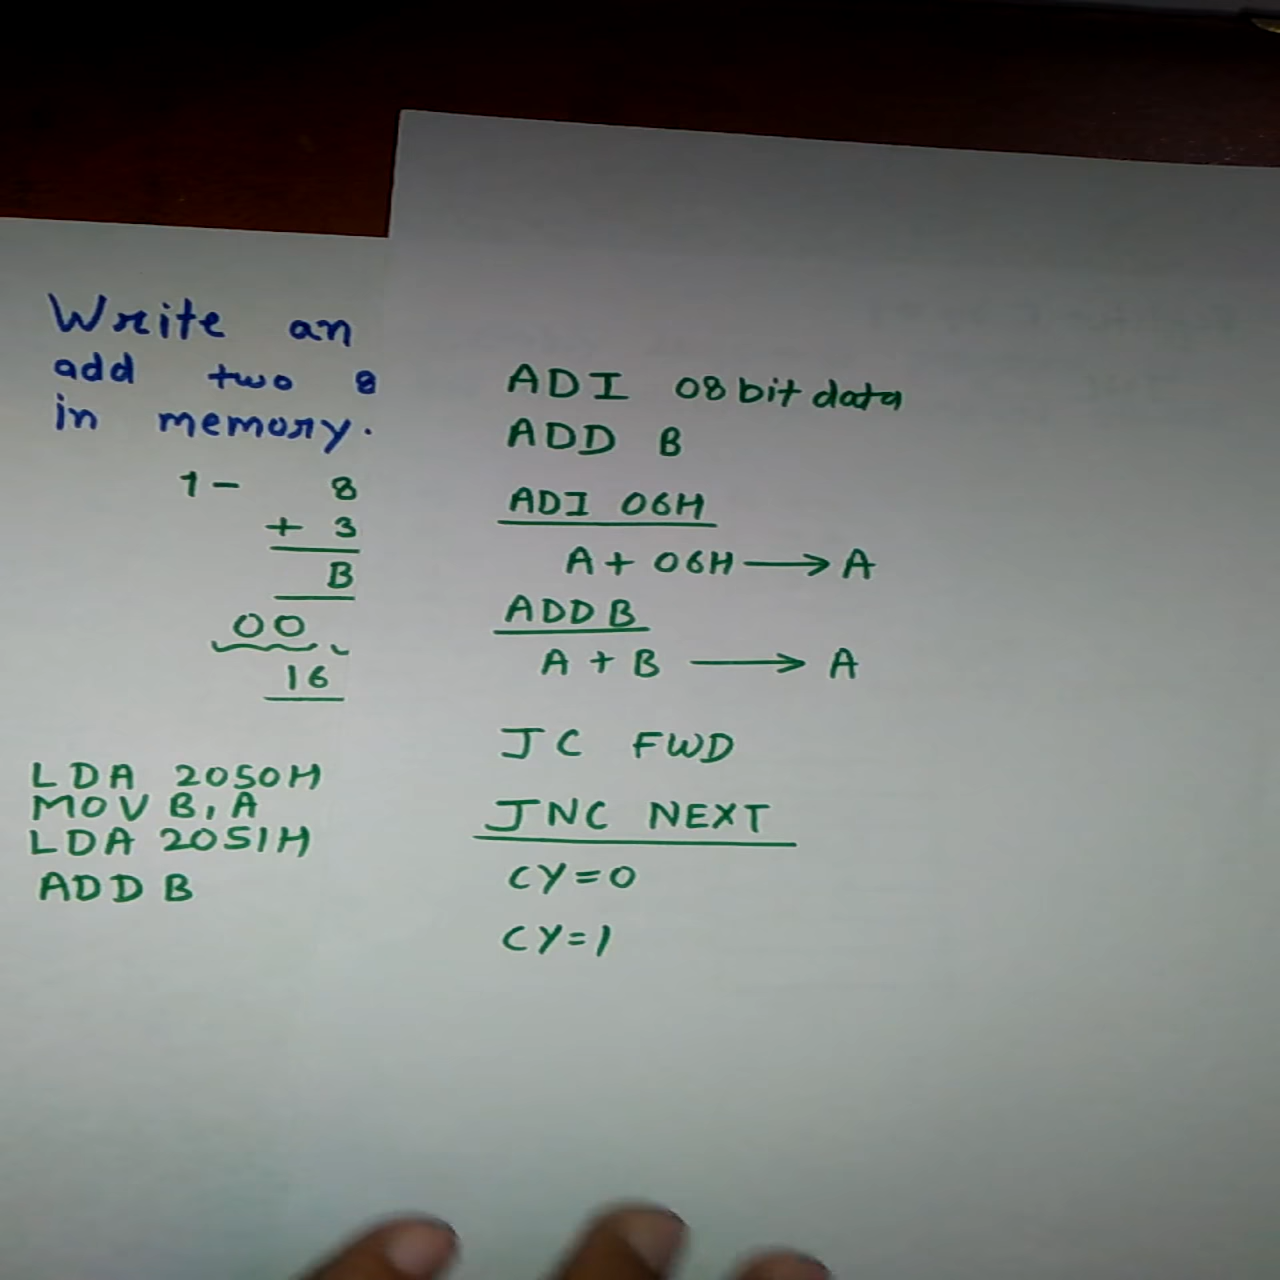 Write an
add two 8
in memory.
1- 8
+ 3
B
00
16
LDA 2050H
MOV B, A
LDA 2051H
ADD B
ADI 08 bit data
ADD B
ADI 06H
A + 06H → A
ADD B
A + B → A
JC FWD
JNC NEXT
CY=0
CY=1